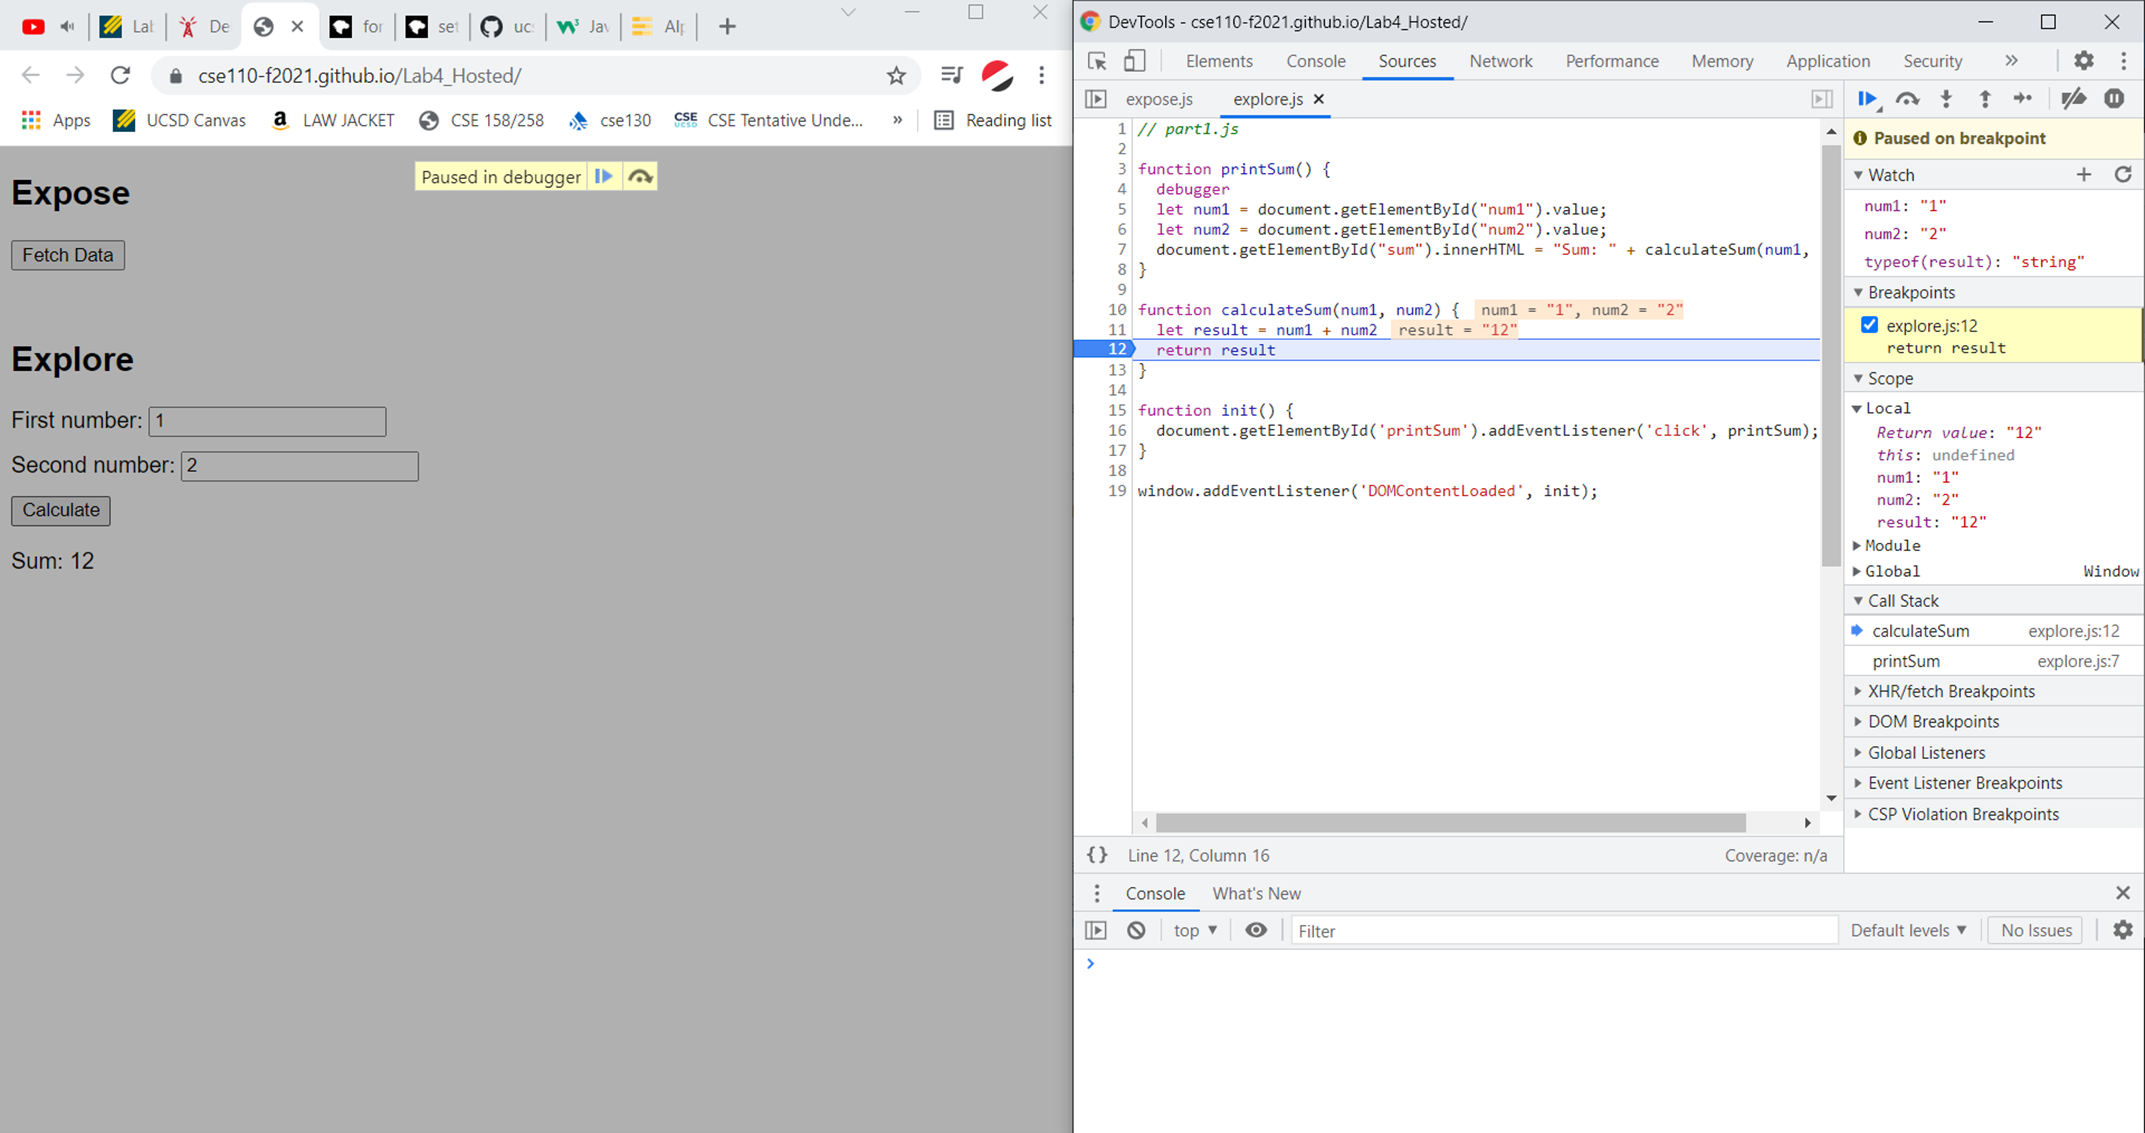 Lab
De
for
set
ucs
Jav
Alp
cse110-f2021.github.io/Lab4_Hosted/
Apps
UCSD Canvas
LAW JACKET
CSE 158/258
cse130
CSE Tentative Unde...
»
Reading list
Paused in debugger
Expose
Fetch Data
Explore
First number: 1
Second number: 2
Calculate
Sum: 12
DevTools - cse110-f2021.github.io/Lab4_Hosted/
Elements Console Sources Network Performance Memory Application Security »
expose.js explore.js
1 // part1.js
2
3 function printSum() {
4 debugger
5 let num1 = document.getElementById("num1").value;
6 let num2 = document.getElementById("num2").value;
7 document.getElementById("sum").innerHTML = "Sum: " + calculateSum(num1,
8 }
9
10 function calculateSum(num1, num2) { num1 = "1", num2 = "2"
11 let result = num1 + num2 result = "12"
12 return result
13 }
14
15 function init() {
16 document.getElementById('printSum').addEventListener('click', printSum);
17 }
18
19 window.addEventListener('DOMContentLoaded', init);
{} Line 12, Column 16 Coverage: n/a
Paused on breakpoint
Watch
num1: "1"
num2: "2"
typeof(result): "string"
Breakpoints
explore.js:12
return result
Scope
Local
Return value: "12"
this: undefined
num1: "1"
num2: "2"
result: "12"
Module
Global Window
Call Stack
calculateSum explore.js:12
printSum explore.js:7
XHR/fetch Breakpoints
DOM Breakpoints
Global Listeners
Event Listener Breakpoints
CSP Violation Breakpoints
Console What's New
top Filter Default levels No Issues